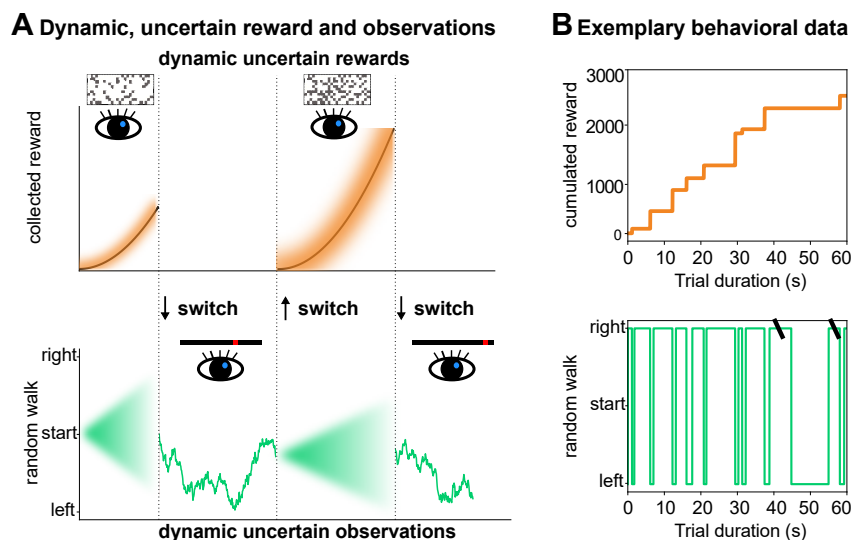 A Dynamic, uncertain reward and observations
dynamic uncertain rewards
collected reward
switch
switch
switch
right
start
left
random walk
dynamic uncertain observations
B Exemplary behavioral data
3000
2000
1000
0
cumulated reward
0 10 20 30 40 50 60
Trial duration (s)
right
start
left
random walk
0 10 20 30 40 50 60
Trial duration (s)